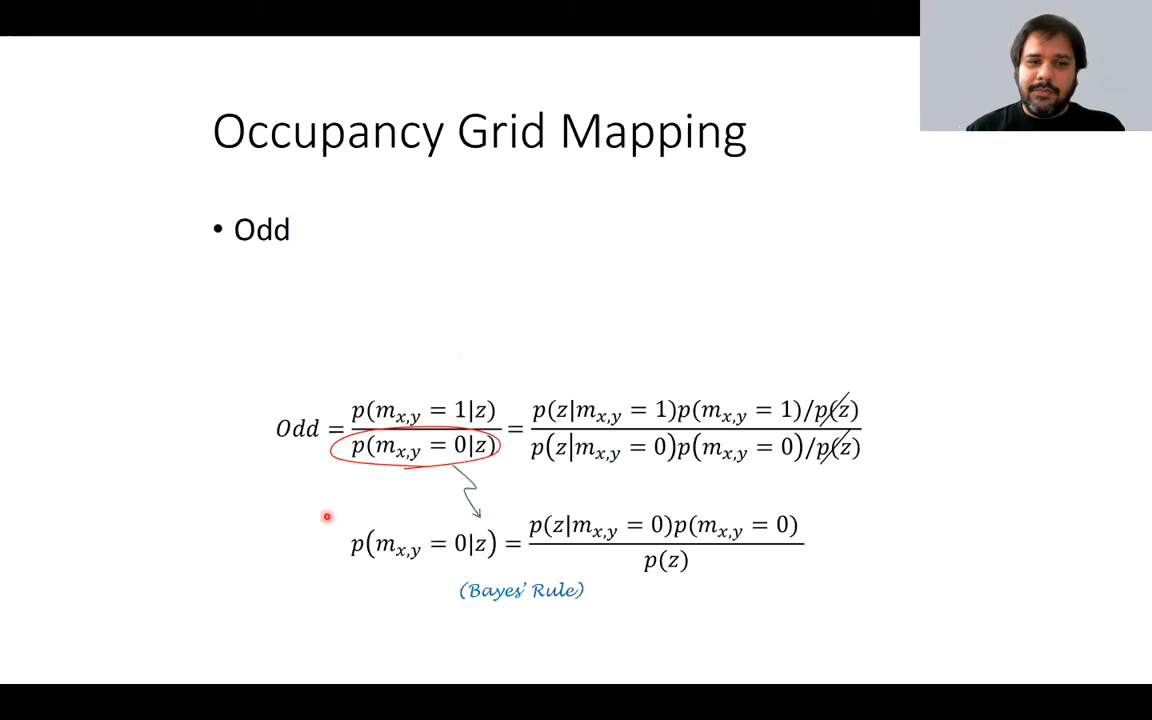 Occupancy Grid Mapping
• Odd
Odd = p(m_{x,y} = 1|z) / p(m_{x,y} = 0|z) = p(z|m_{x,y} = 1)p(m_{x,y} = 1)/p(z) / p(z|m_{x,y} = 0)p(m_{x,y} = 0)/p(z)
p(m_{x,y} = 0|z) = p(z|m_{x,y} = 0)p(m_{x,y} = 0) / p(z)
(Bayes' Rule)